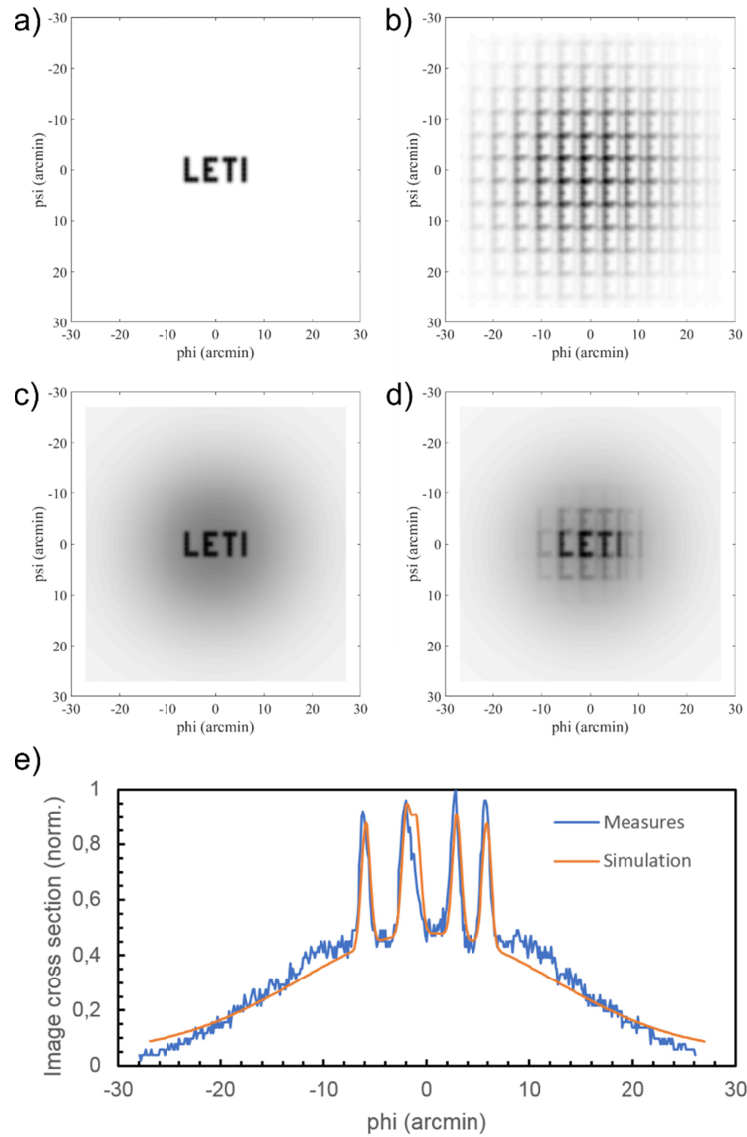 a)
-30
-20
-10
0
10
20
30
psi (arcmin)
LETI
-30 -20 -10 0 10 20 30
phi (arcmin)
b)
-30
-20
-10
0
10
20
30
psi (arcmin)
-30 -20 -10 0 10 20 30
phi (arcmin)
c)
-30
-20
-10
0
10
20
30
psi (arcmin)
LETI
-30 -20 -10 0 10 20 30
phi (arcmin)
d)
-30
-20
-10
0
10
20
30
psi (arcmin)
LETI
-30 -20 -10 0 10 20 30
phi (arcmin)
e)
Image cross section (norm.)
1
0,8
0,6
0,4
0,2
0
Measures
Simulation
-30 -20 -10 0 10 20 30
phi (arcmin)